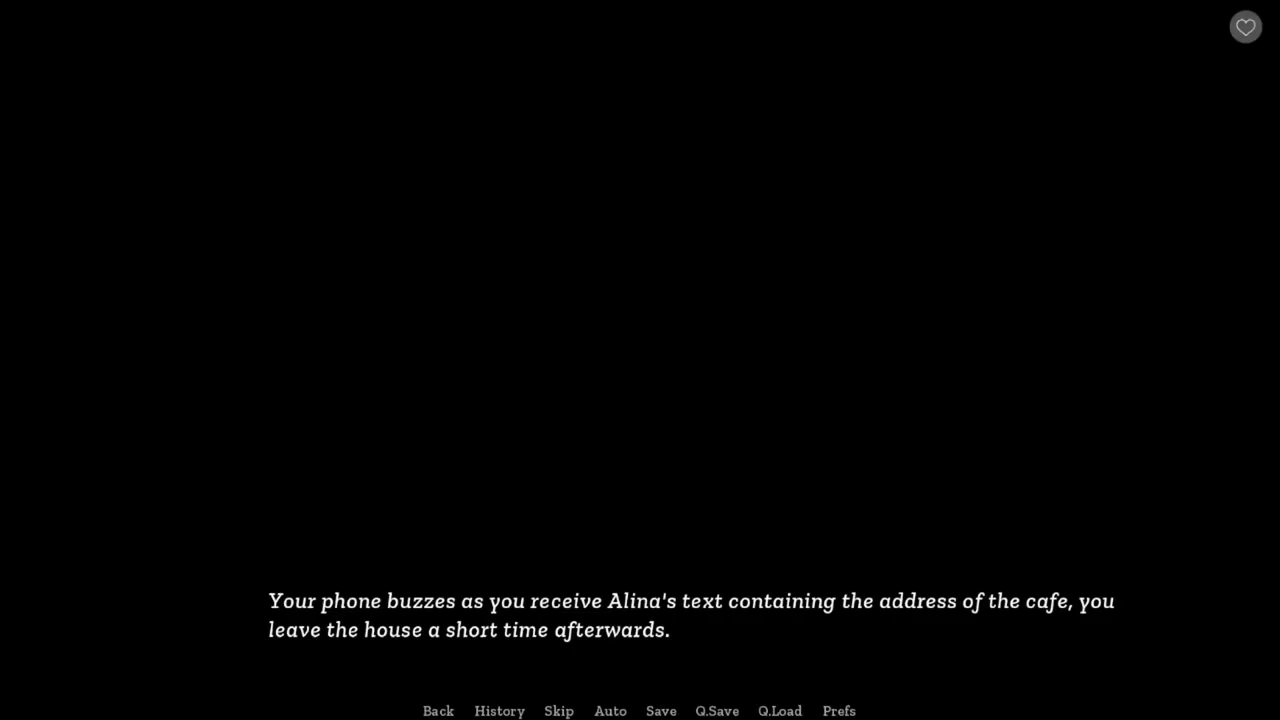 Your phone buzzes as you receive Alina's text containing the address of the cafe, you
leave the house a short time afterwards.
Back History Skip Auto Save Q.Save Q.Load Prefs